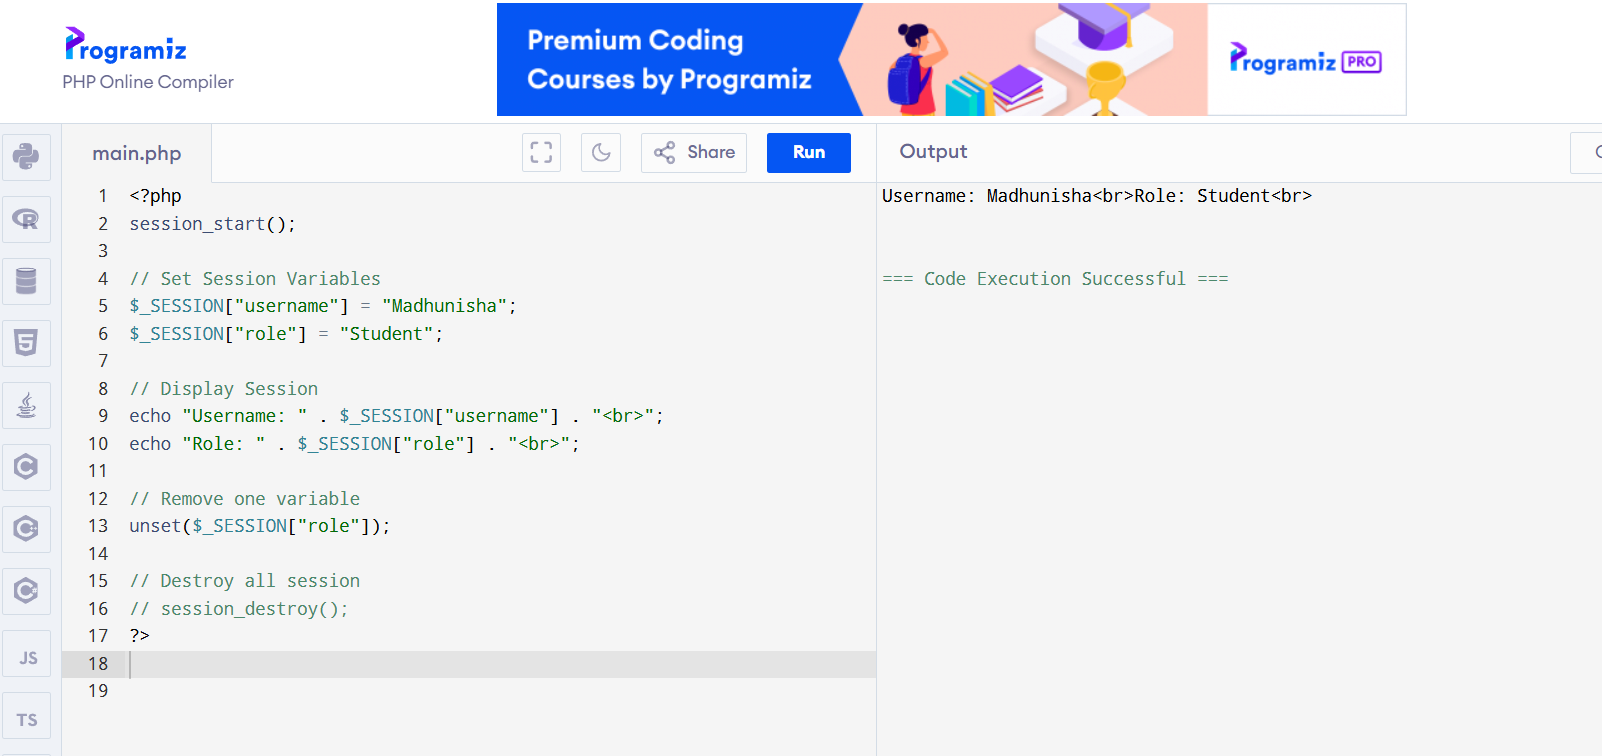 Programiz
PHP Online Compiler
Premium Coding
Courses by Programiz
Programiz PRO
main.php
Share
Run
Output
1 <?php
2 session_start();
3
4 // Set Session Variables
5 $_SESSION["username"] = "Madhunisha";
6 $_SESSION["role"] = "Student";
7
8 // Display Session
9 echo "Username: " . $_SESSION["username"] . "<br>";
10 echo "Role: " . $_SESSION["role"] . "<br>";
11
12 // Remove one variable
13 unset($_SESSION["role"]);
14
15 // Destroy all session
16 // session_destroy();
17 ?>
18
19
Username: Madhunisha<br>Role: Student<br>
=== Code Execution Successful ===
R
5
C
C++
C#
JS
TS